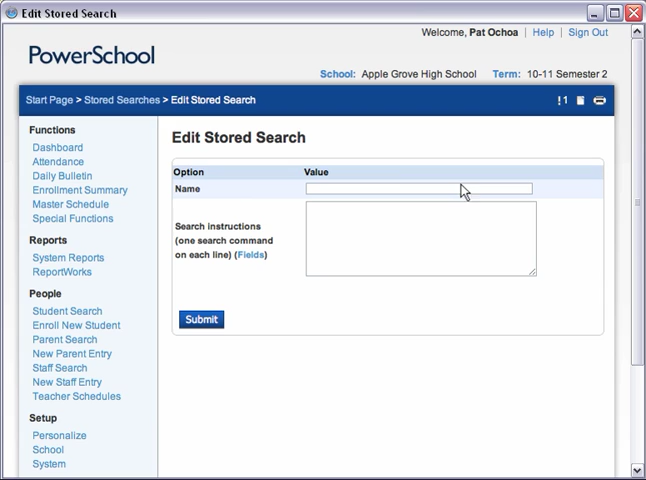 Edit Stored Search
Welcome, Pat Ochoa | Help | Sign Out
PowerSchool
School: Apple Grove High School Term: 10-11 Semester 2
Start Page > Stored Searches > Edit Stored Search
!1
Functions
Dashboard
Attendance
Daily Bulletin
Enrollment Summary
Master Schedule
Special Functions
Reports
System Reports
ReportWorks
People
Student Search
Enroll New Student
Parent Search
New Parent Entry
Staff Search
New Staff Entry
Teacher Schedules
Setup
Personalize
School
System
Edit Stored Search
Option Value
Name
Search instructions
(one search command
on each line) (Fields)
Submit